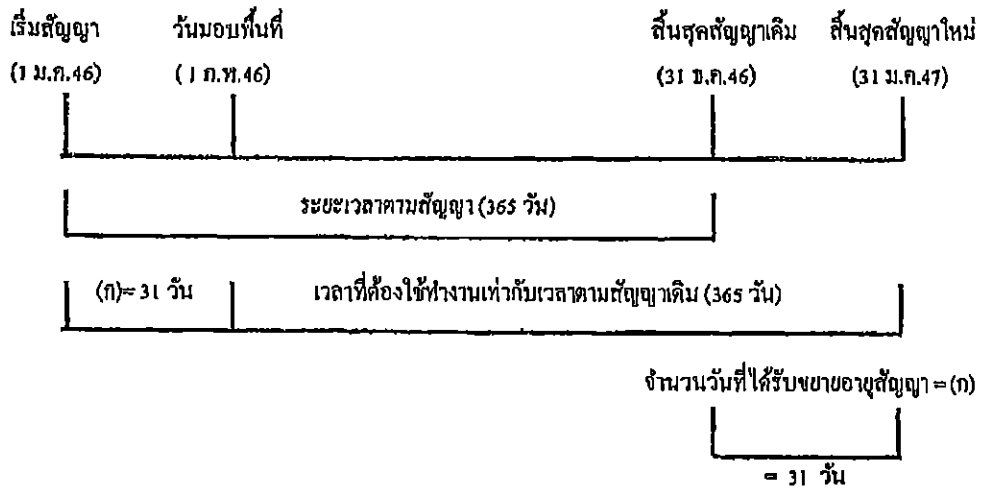 เริ่มสัญญา วันมอบพื้นที่ สิ้นสุดสัญญาเดิม สิ้นสุดสัญญาใหม่
(1 ม.ค.46) (1 ก.พ.46) (31 ธ.ค.46) (31 ม.ค.47)
ระยะเวลาตามสัญญา (365 วัน)
(ก)= 31 วัน เวลาที่ต้องใช้ทำงานเท่ากับเวลาตามสัญญาเดิม (365 วัน)
จำนวนวันที่ได้รับขยายอายุสัญญา = (ก)
= 31 วัน